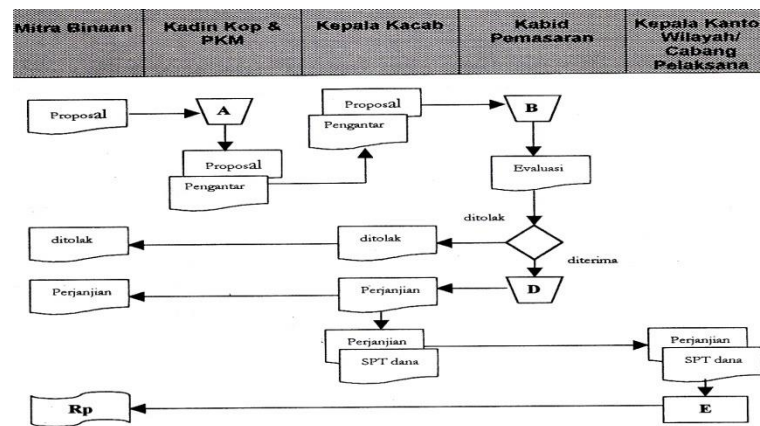 Mitra Binaan
Kadin Kop &
PKM
Kepala Kacab
Kabid
Pemasaran
Kepala Kanto
Wilayah/
Cabang
Pelaksana
Proposal
A
Proposal
Pengantar
Proposal
Pengantar
B
Evaluasi
ditolak
ditolak
ditolak
diterima
Perjanjian
Perjanjian
D
Perjanjian
SPT dana
Perjanjian
SPT dana
Rp
E